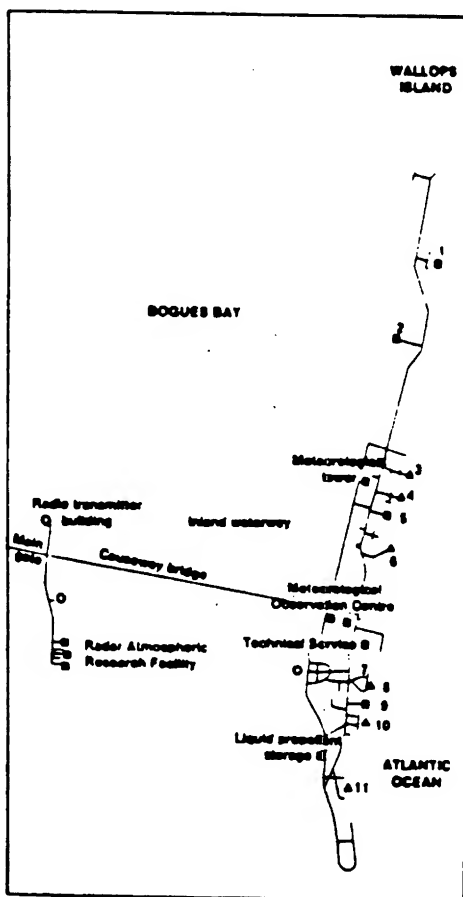 WALLOPS
ISLAND
1
BOGUES BAY
2
Meteorological
tower
3
4
5
Radio transmitter
building
Inland waterway
6
Main
gate
Causeway bridge
Meteorological
Observation Centre
Technical Service
Radar Atmospheric
Research Facility
7
8
9
10
Liquid propellant
storage
ATLANTIC
OCEAN
11